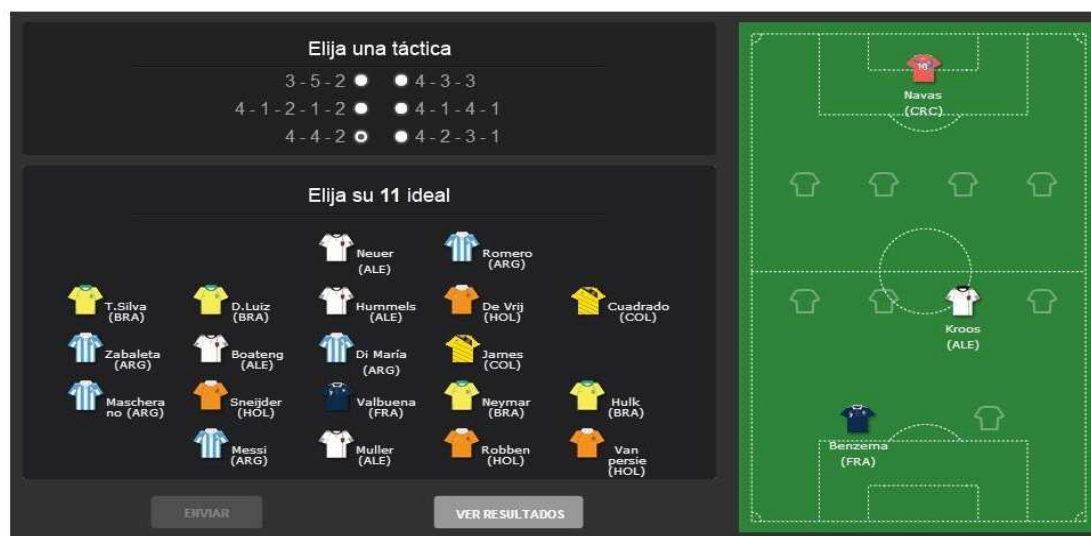 Elija una táctica
3 - 5 - 2
4 - 3 - 3
4 - 1 - 2 - 1 - 2
4 - 1 - 4 - 1
4 - 4 - 2
4 - 2 - 3 - 1
Elija su 11 ideal
Neuer
(ALE)
Romero
(ARG)
T.Silva
(BRA)
D.Luiz
(BRA)
Hummels
(ALE)
De Vrij
(HOL)
Cuadrado
(COL)
Zabaleta
(ARG)
Boateng
(ALE)
Di María
(ARG)
James
(COL)
Maschera
no (ARG)
Sneijder
(HOL)
Valbuena
(FRA)
Neymar
(BRA)
Hulk
(BRA)
Messi
(ARG)
Muller
(ALE)
Robben
(HOL)
Van
persie
(HOL)
ENVIAR
VER RESULTADOS
10
Navas
(CRC)
Kroos
(ALE)
Benzema
(FRA)